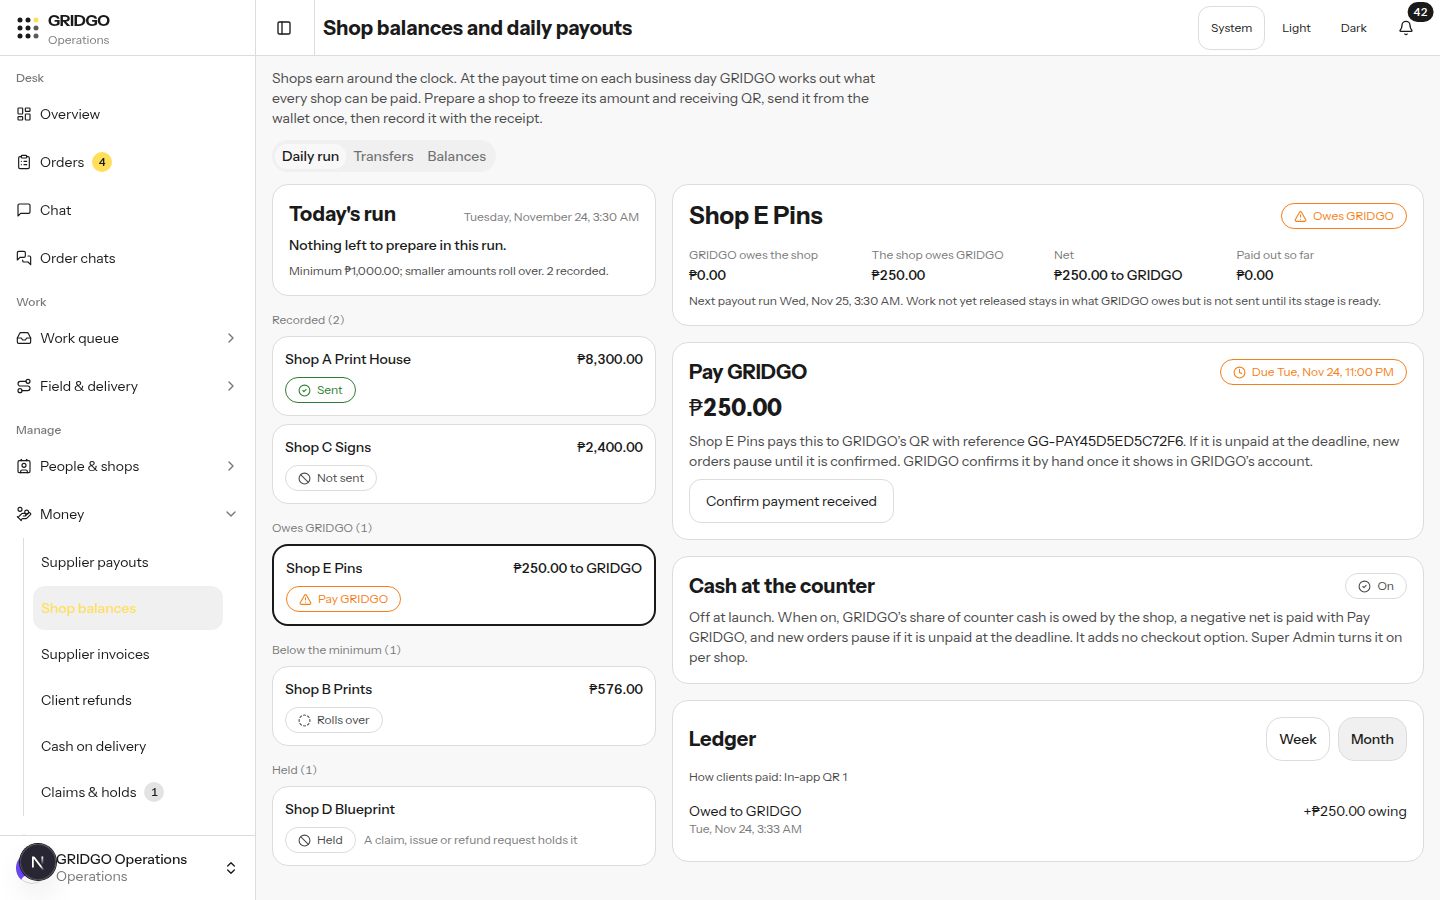 GRIDGO
Operations
Desk
Overview
Orders 4
Chat
Order chats
Work
Work queue
Field & delivery
Manage
People & shops
Money
Supplier payouts
Shop balances
Supplier invoices
Client refunds
Cash on delivery
Claims & holds 1
N
GRIDGO Operations
Operations
Shop balances and daily payouts
System Light Dark 42
Shops earn around the clock. At the payout time on each business day GRIDGO works out what
every shop can be paid. Prepare a shop to freeze its amount and receiving QR, send it from the
wallet once, then record it with the receipt.
Daily run Transfers Balances
Today's run Tuesday, November 24, 3:30 AM
Nothing left to prepare in this run.
Minimum ₱1,000.00; smaller amounts roll over. 2 recorded.
Recorded (2)
Shop A Print House ₱8,300.00
Sent
Shop C Signs ₱2,400.00
Not sent
Owes GRIDGO (1)
Shop E Pins ₱250.00 to GRIDGO
Pay GRIDGO
Below the minimum (1)
Shop B Prints ₱576.00
Rolls over
Held (1)
Shop D Blueprint
Held A claim, issue or refund request holds it
Shop E Pins Owes GRIDGO
GRIDGO owes the shop The shop owes GRIDGO Net Paid out so far
₱0.00 ₱250.00 ₱250.00 to GRIDGO ₱0.00
Next payout run Wed, Nov 25, 3:30 AM. Work not yet released stays in what GRIDGO owes but is not sent until its stage is ready.
Pay GRIDGO Due Tue, Nov 24, 11:00 PM
₱250.00
Shop E Pins pays this to GRIDGO’s QR with reference GG-PAY45D5ED5C72F6. If it is unpaid at the deadline, new
orders pause until it is confirmed. GRIDGO confirms it by hand once it shows in GRIDGO’s account.
Confirm payment received
Cash at the counter On
Off at launch. When on, GRIDGO’s share of counter cash is owed by the shop, a negative net is paid with Pay
GRIDGO, and new orders pause if it is unpaid at the deadline. It adds no checkout option. Super Admin turns it on
per shop.
Ledger Week Month
How clients paid: In-app QR 1
Owed to GRIDGO +₱250.00 owing
Tue, Nov 24, 3:33 AM